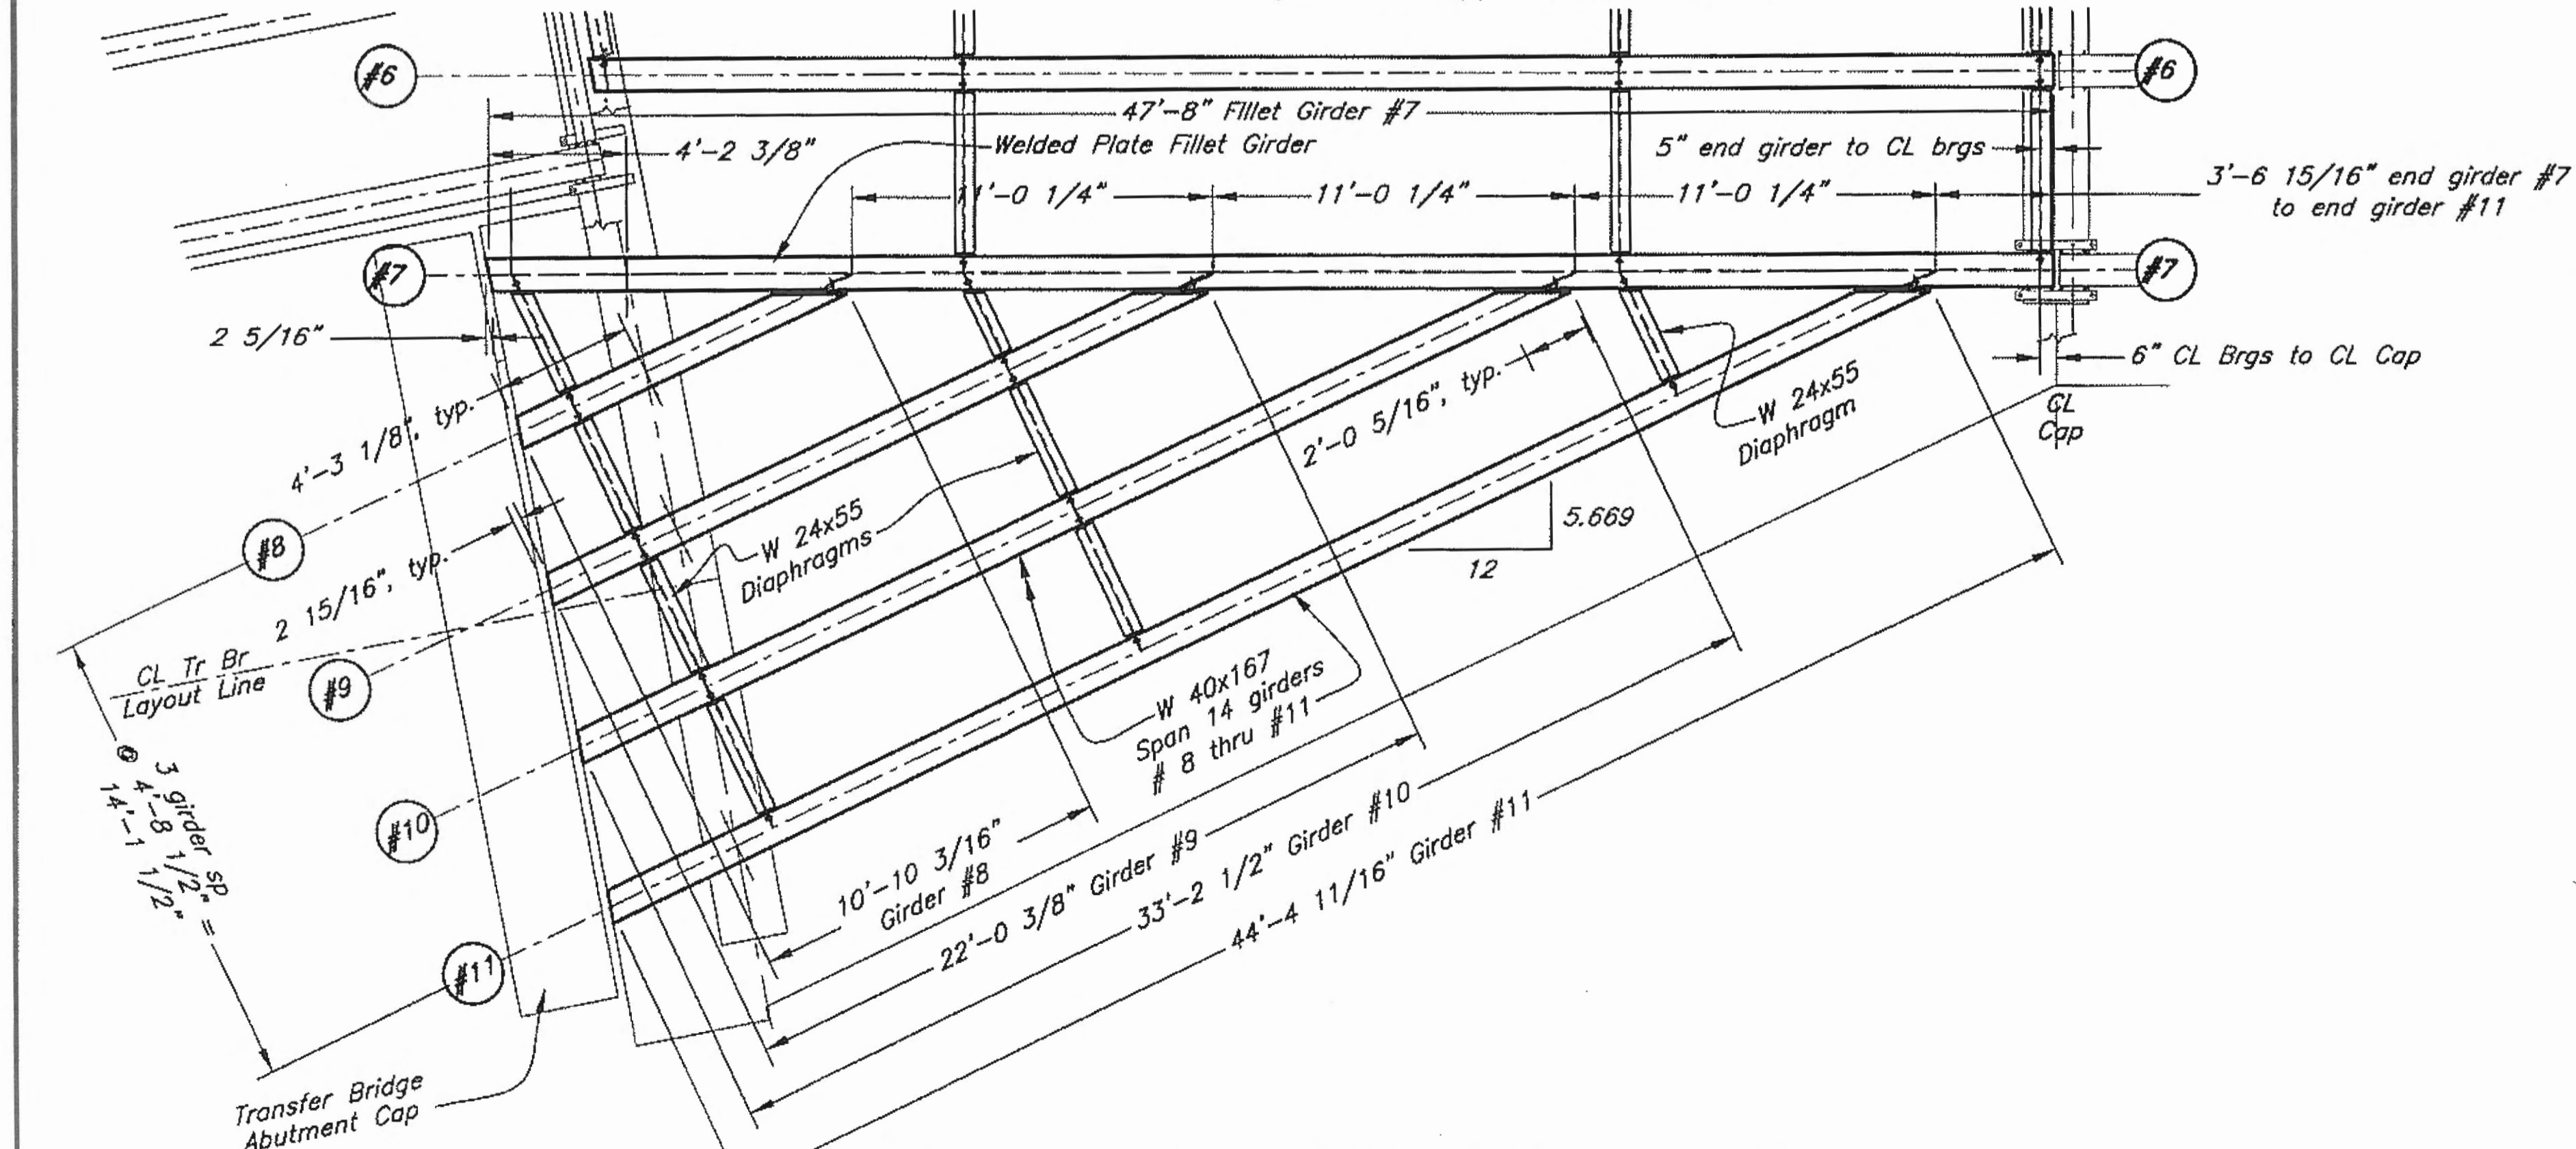 #6
#6
47'-8" Fillet Girder #7
4'-2 3/8"
Welded Plate Fillet Girder
5" end girder to CL brgs
11'-0 1/4"
11'-0 1/4"
11'-0 1/4"
3'-6 15/16" end girder #7
to end girder #11
#7
#7
2 5/16"
6" CL Brgs to CL Cap
CL
Cap
4'-3 1/8", typ.
2'-0 5/16", typ.
W 24x55
Diaphragm
#8
2 15/16", typ.
W 24x55
Diaphragms
5.669
12
CL Tr Br
Layout Line
#9
W 40x167
Span 14 girders
# 8 thru #11
3 girder sp
@ 4'-8 1/2" =
14'-1 1/2"
#10
10'-10 3/16"
Girder #8
22'-0 3/8" Girder #9
33'-2 1/2" Girder #10
44'-4 11/16" Girder #11
#11
Transfer Bridge
Abutment Cap